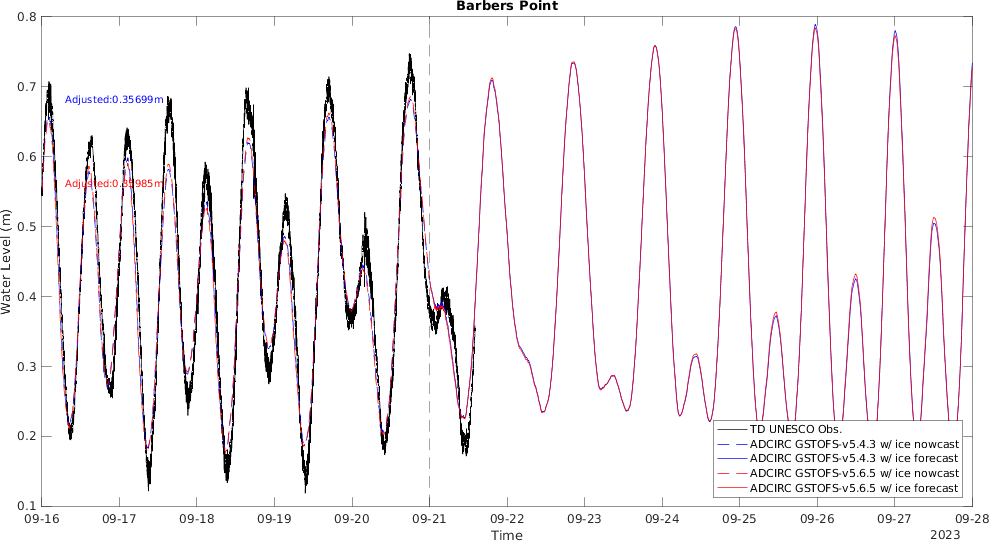 Barbers Point
Water Level (m)
0.8
0.7
0.6
0.5
0.4
0.3
0.2
0.1
Adjusted:0.35699m
Adjusted:0.35985m
TD UNESCO Obs.
ADCIRC GSTOFS-v5.4.3 w/ ice nowcast
ADCIRC GSTOFS-v5.4.3 w/ ice forecast
ADCIRC GSTOFS-v5.6.5 w/ ice nowcast
ADCIRC GSTOFS-v5.6.5 w/ ice forecast
09-16 09-17 09-18 09-19 09-20 09-21 09-22 09-23 09-24 09-25 09-26 09-27 09-28
Time
2023